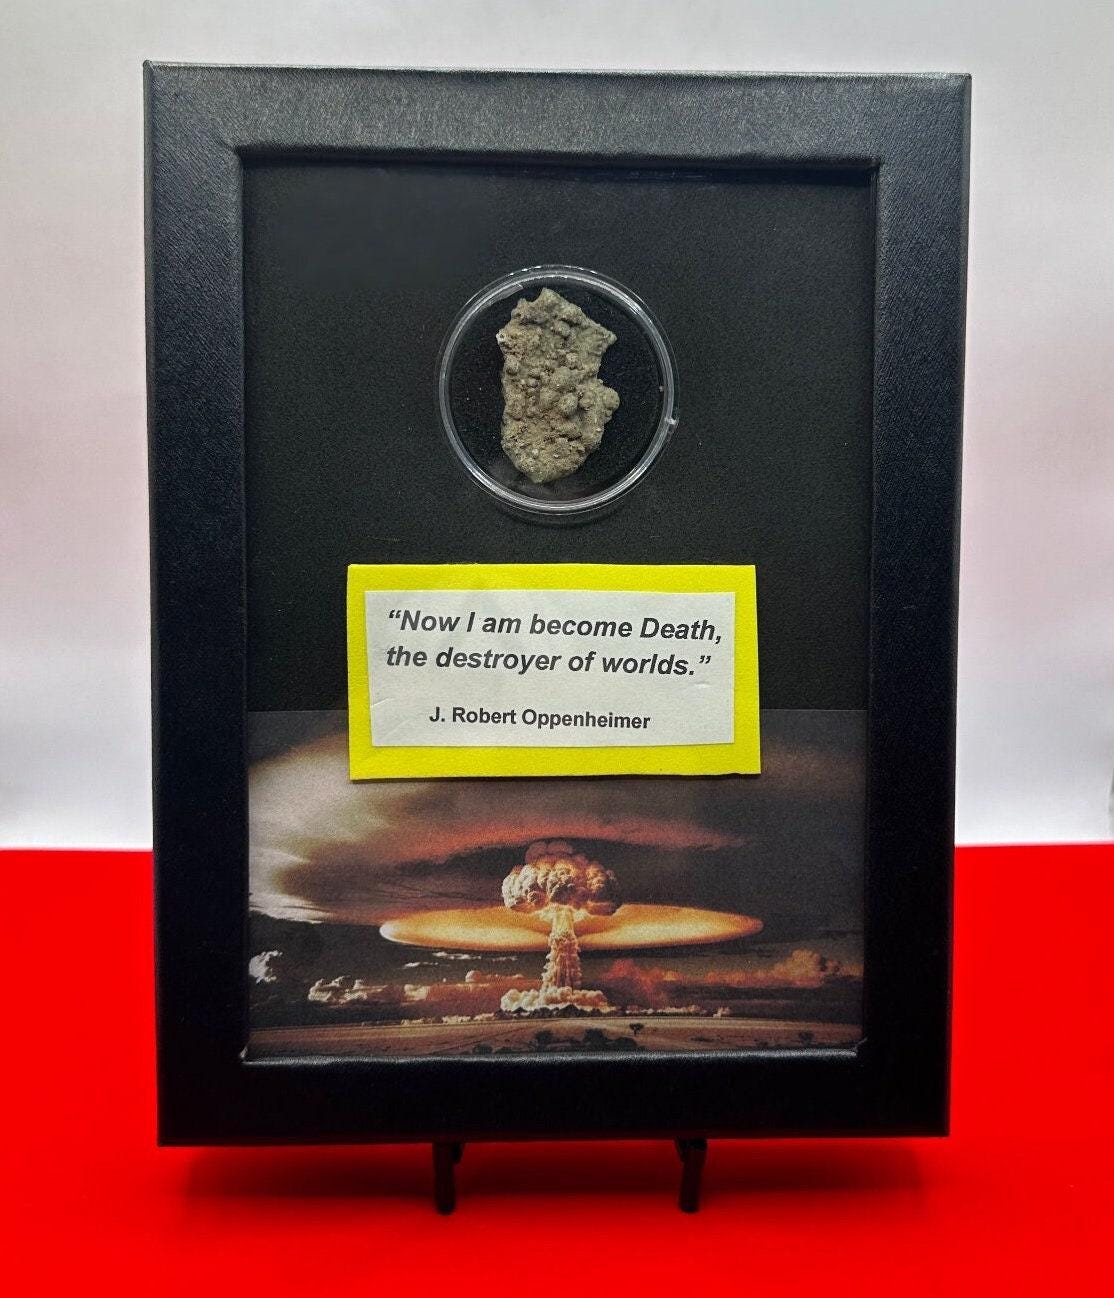 “Now I am become Death,
the destroyer of worlds.”
J. Robert Oppenheimer